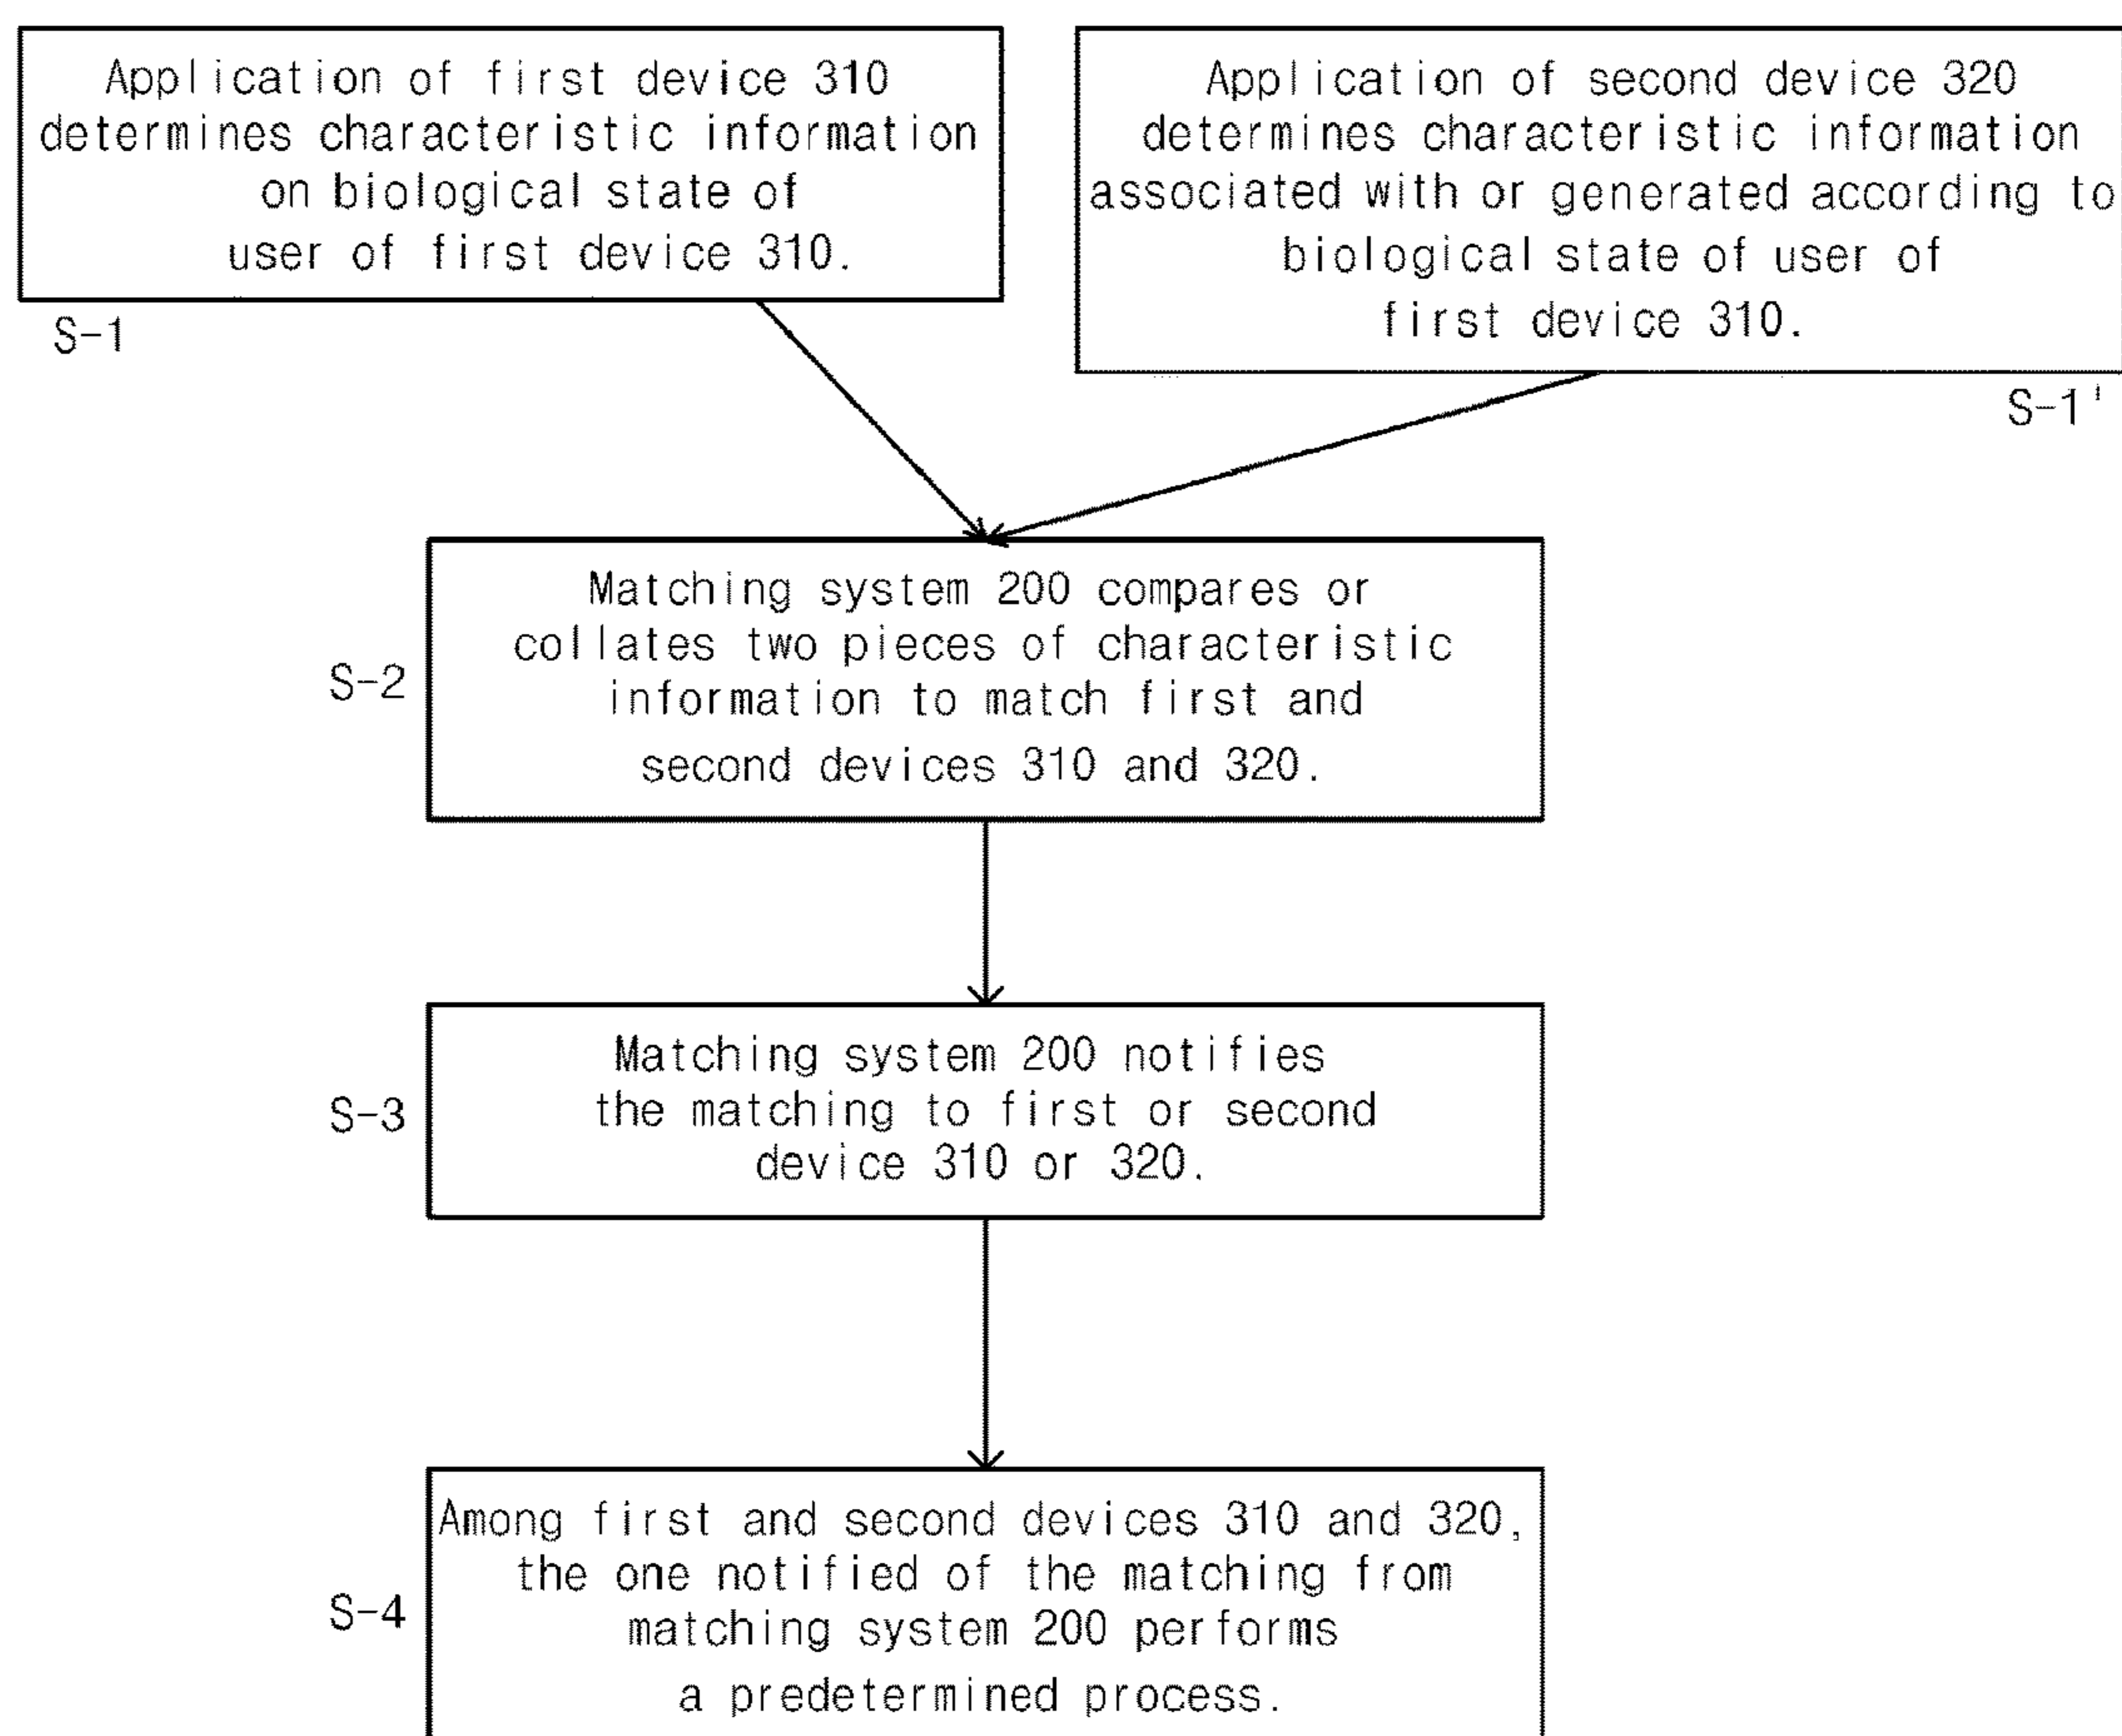 Application of first device 310
determines characteristic information
on biological state of
user of first device 310.
S-1
Application of second device 320
determines characteristic information
associated with or generated according to
biological state of user of
first device 310.
S-1'
Matching system 200 compares or
collates two pieces of characteristic
information to match first and
second devices 310 and 320.
S-2
Matching system 200 notifies
the matching to first or second
device 310 or 320.
S-3
Among first and second devices 310 and 320,
the one notified of the matching from
matching system 200 performs
a predetermined process.
S-4